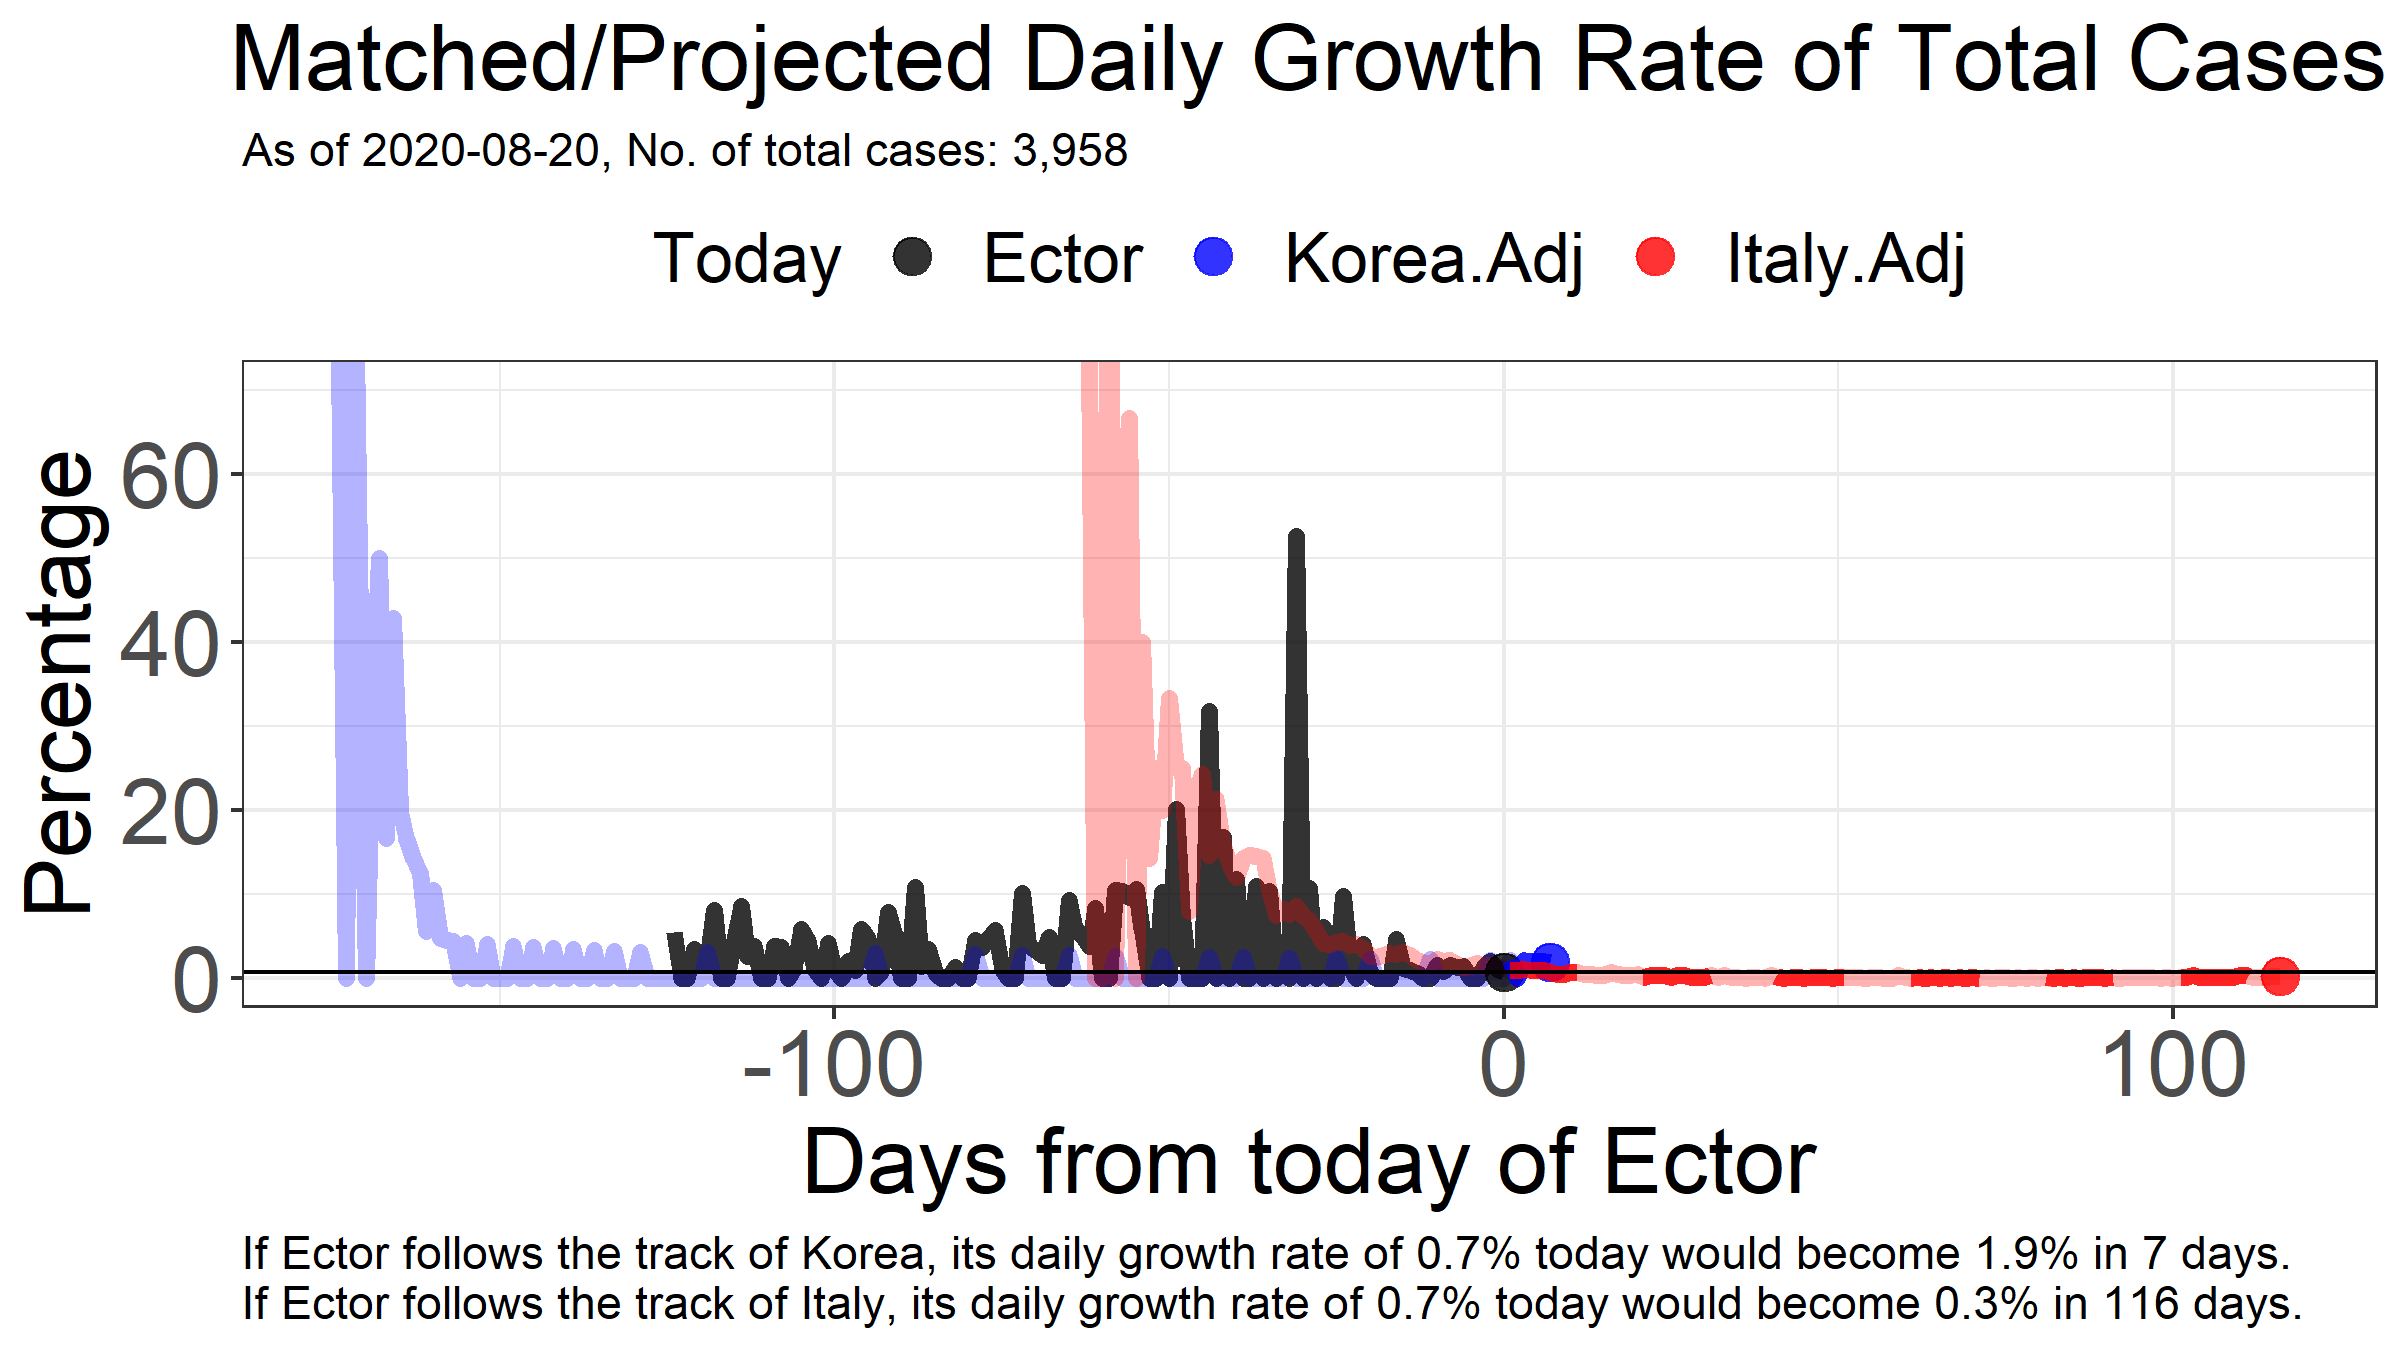 Matched/Projected Daily Growth Rate of Total Cases
As of 2020-08-20, No. of total cases: 3,958
Today Ector Korea.Adj Italy.Adj
Percentage
60
40
20
0
-100 0 100
Days from today of Ector
If Ector follows the track of Korea, its daily growth rate of 0.7% today would become 1.9% in 7 days.
If Ector follows the track of Italy, its daily growth rate of 0.7% today would become 0.3% in 116 days.